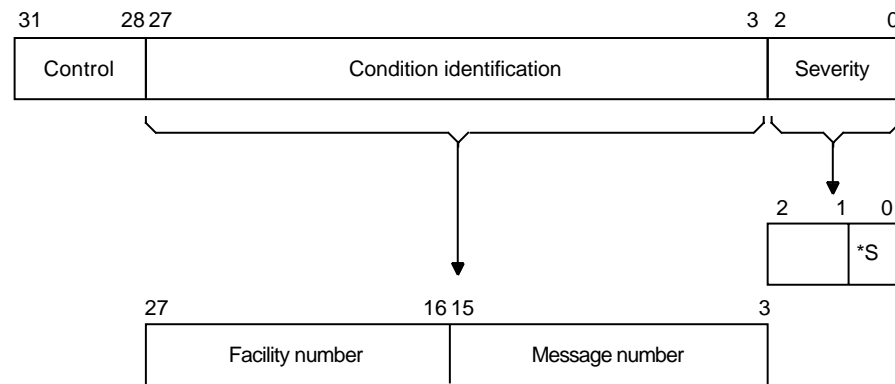 31 28 27 3 2 0
Control Condition identification Severity
2 1 0
*S
27 16 15 3
Facility number Message number